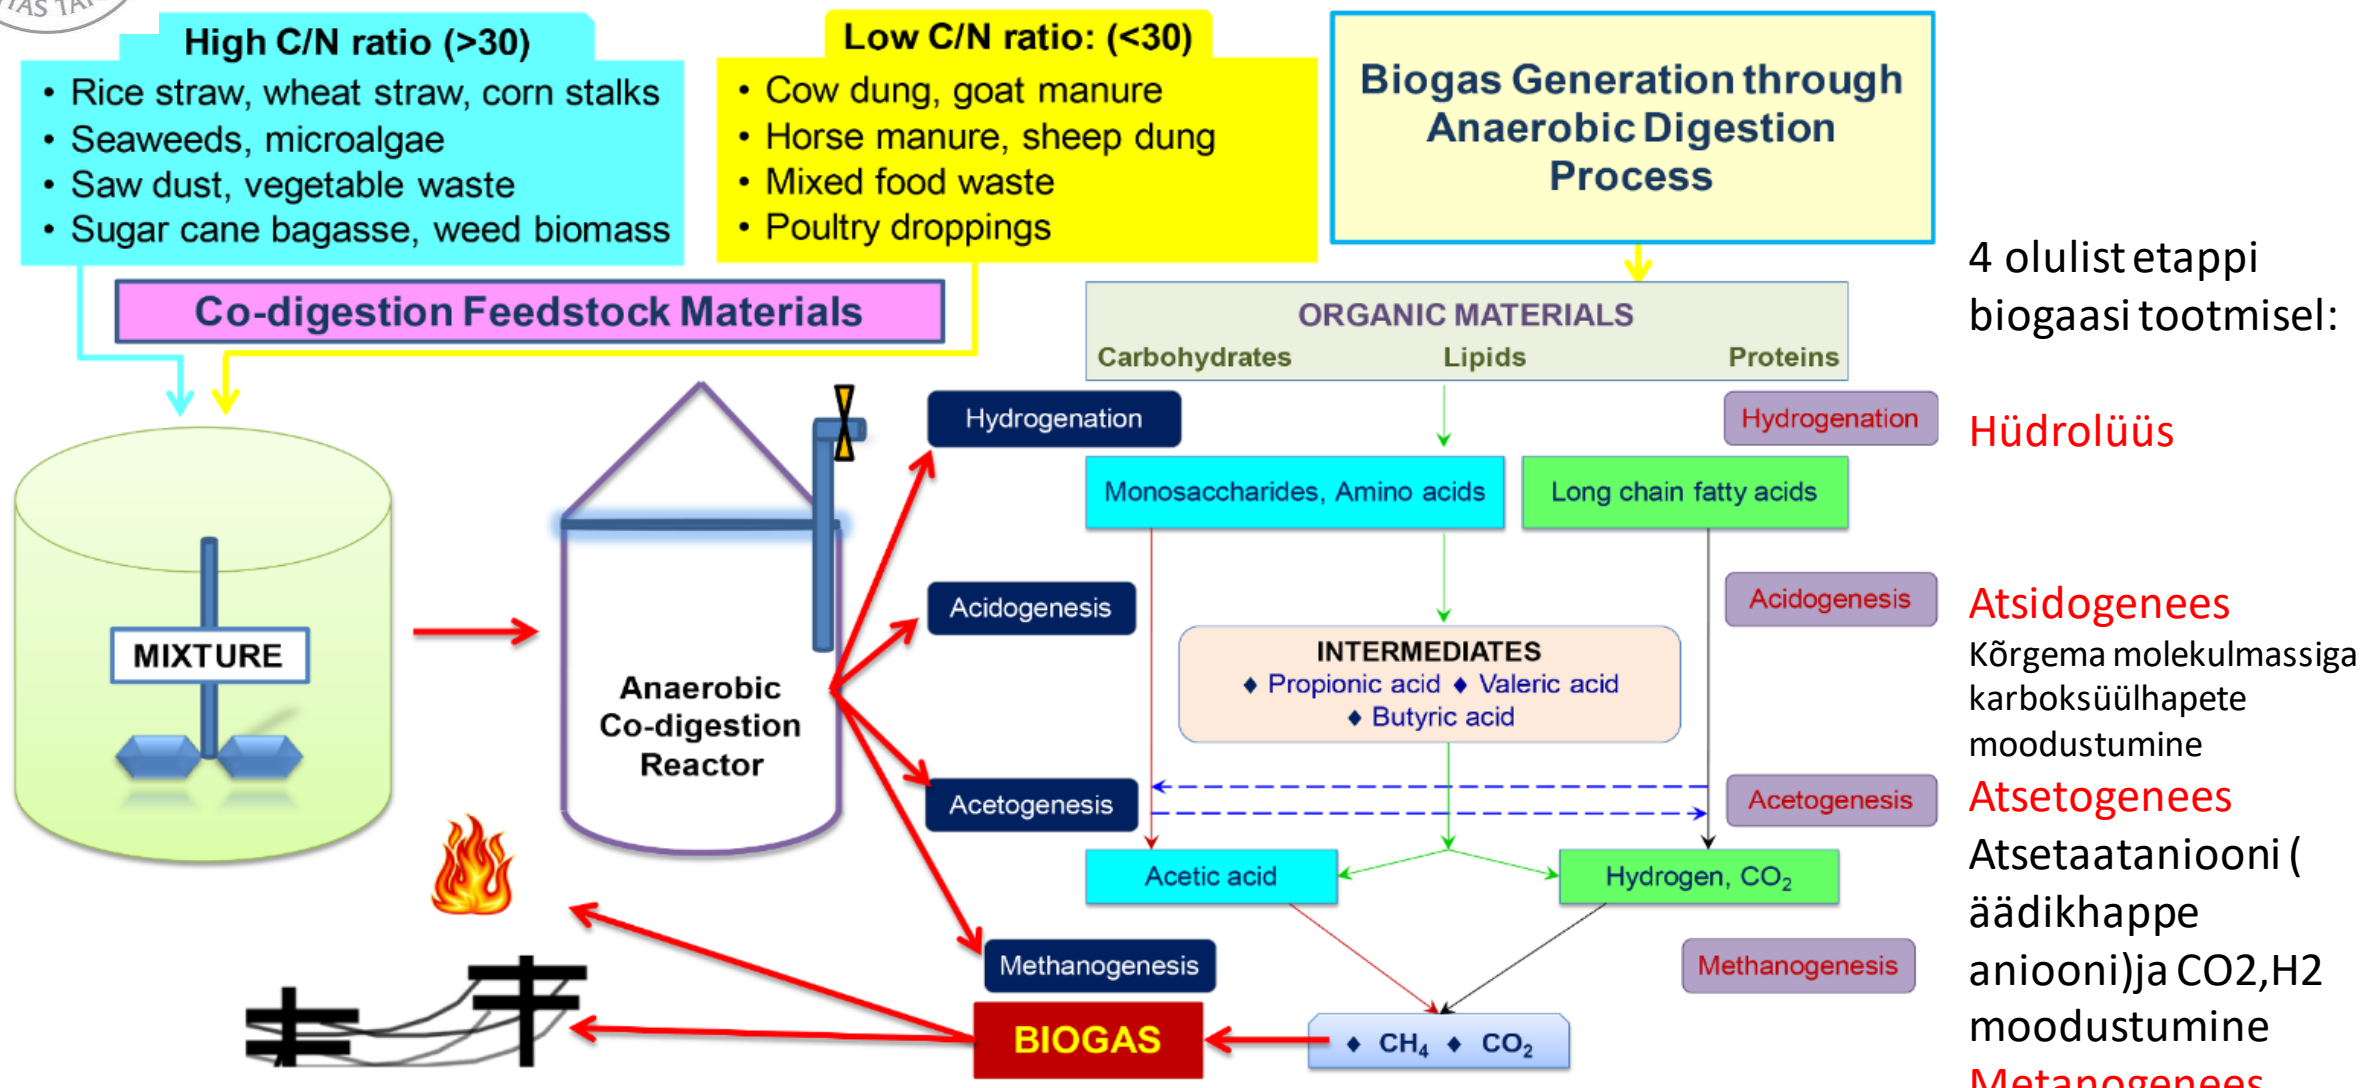 High C/N ratio (>30)
• Rice straw, wheat straw, corn stalks
• Seaweeds, microalgae
• Saw dust, vegetable waste
• Sugar cane bagasse, weed biomass
Low C/N ratio: (<30)
• Cow dung, goat manure
• Horse manure, sheep dung
• Mixed food waste
• Poultry droppings
Biogas Generation through
Anaerobic Digestion
Process
Co-digestion Feedstock Materials
MIXTURE
Anaerobic
Co-digestion
Reactor
Hydrogenation
Acidogenesis
Acetogenesis
Methanogenesis
BIOGAS
ORGANIC MATERIALS
Carbohydrates Lipids Proteins
Hydrogenation
Monosaccharides, Amino acids
Long chain fatty acids
Acidogenesis
INTERMEDIATES
♦ Propionic acid ♦ Valeric acid
♦ Butyric acid
Acetogenesis
Acetic acid
Hydrogen, CO₂
Methanogenesis
♦ CH₄ ♦ CO₂
4 olulist etappi
biogaasi tootmisel:
Hüdrolüüs
Atsidogenees
Kõrgema molekulmassiga
karboksüülhapete
moodustumine
Atsetogenees
Atsetaataniooni (
äädikhappe
aniooni)ja CO2,H2
moodustumine
Metanogenees